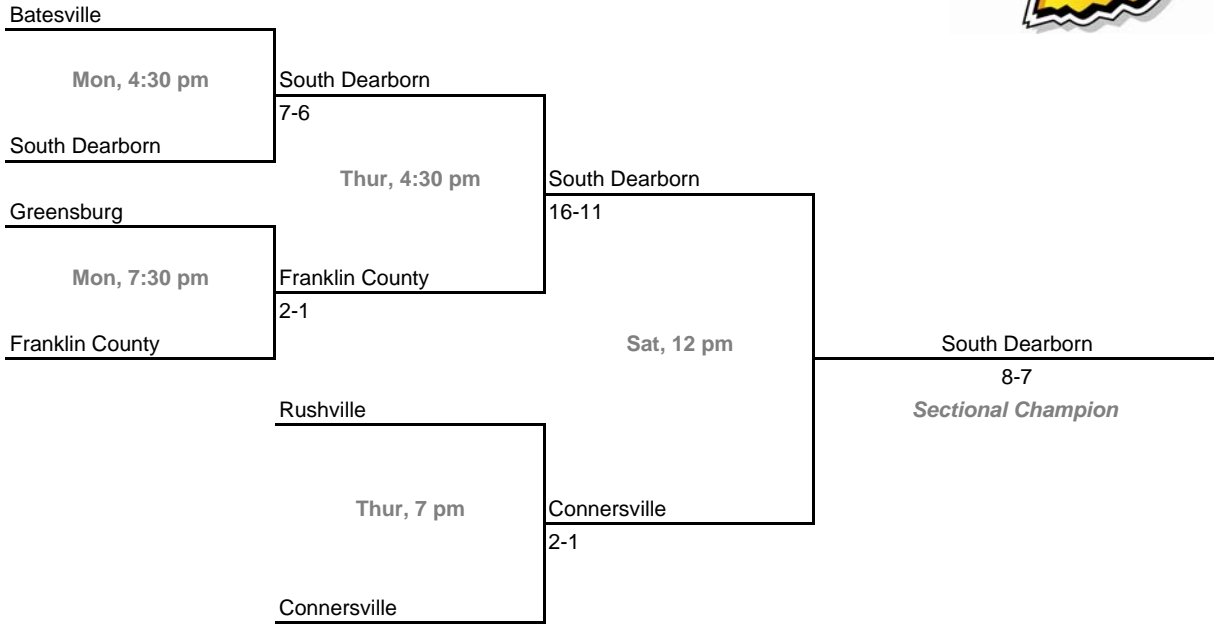 Batesville
Mon, 4:30 pm
South Dearborn
7-6
South Dearborn
Thur, 4:30 pm
South Dearborn
16-11
Greensburg
Mon, 7:30 pm
Franklin County
2-1
Franklin County
Sat, 12 pm
South Dearborn
8-7
Sectional Champion
Rushville
Thur, 7 pm
Connersville
2-1
Connersville